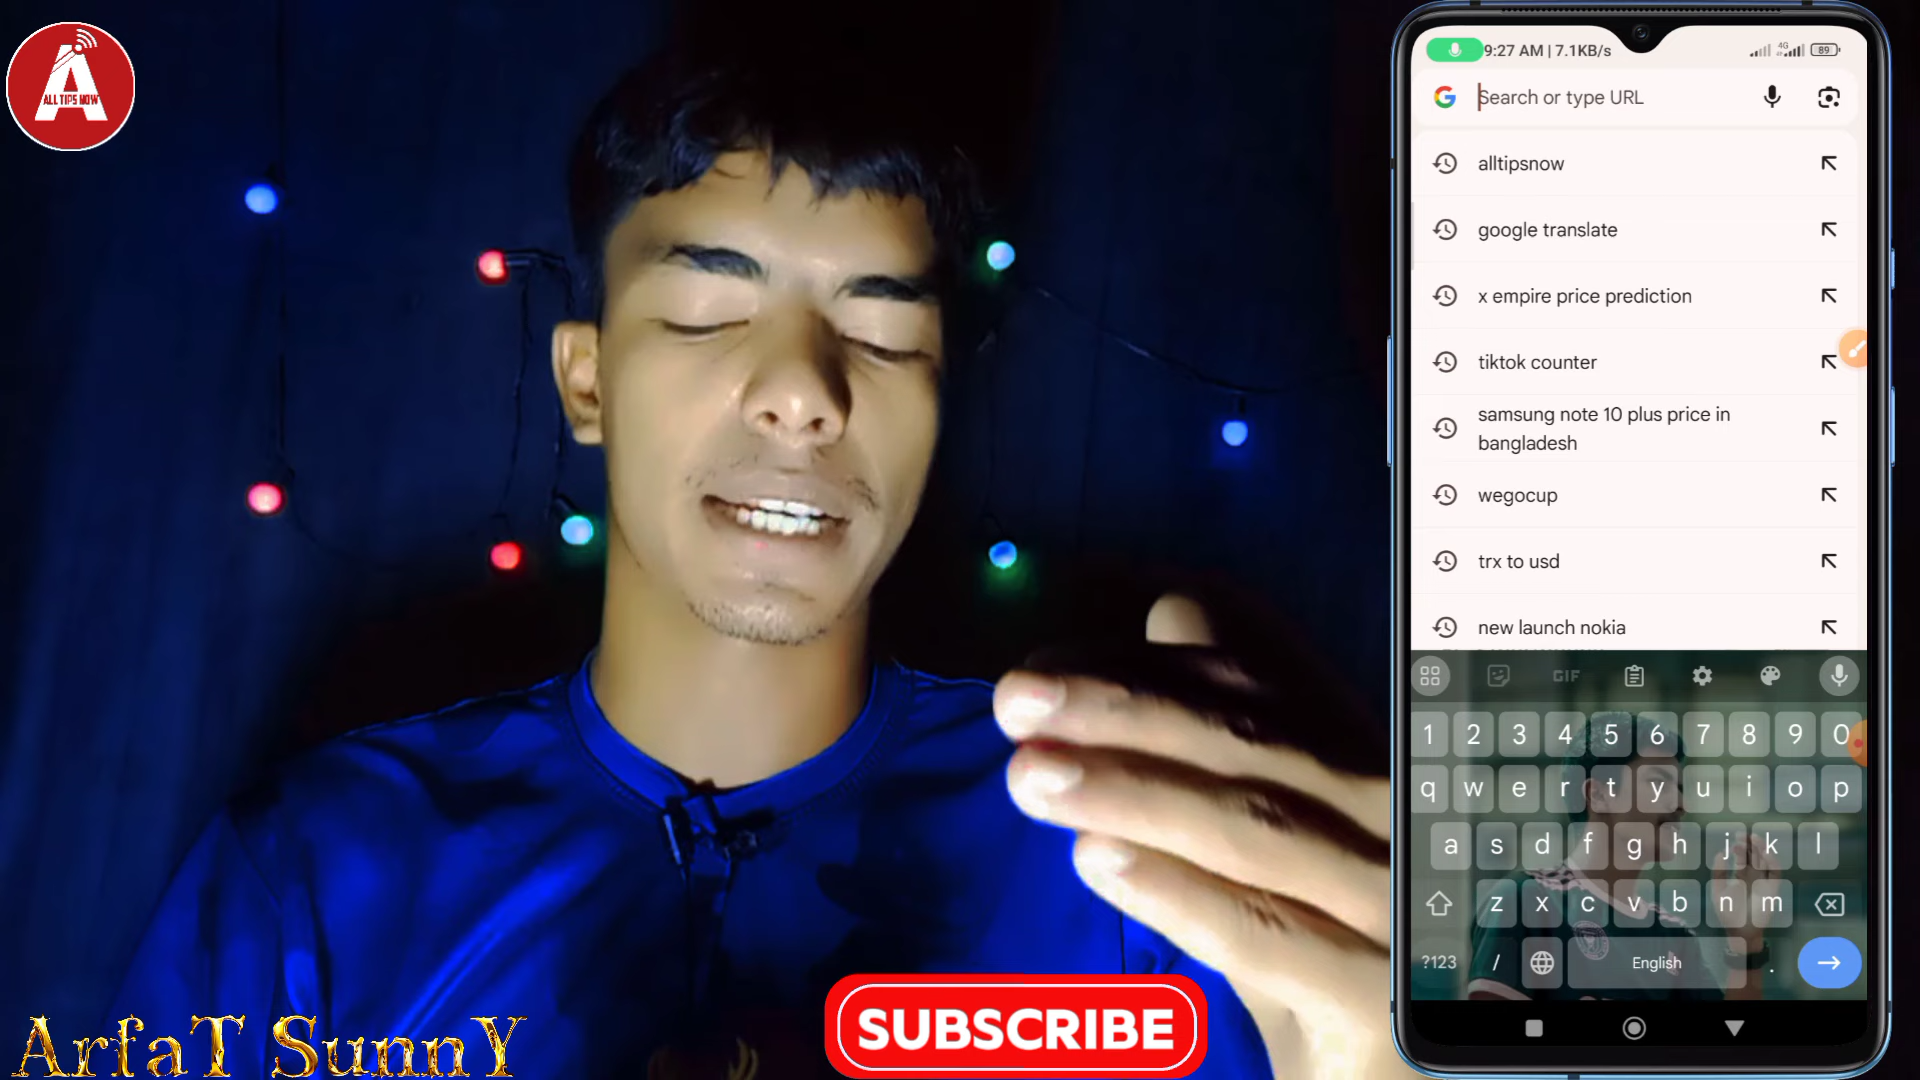 ALL TIPS NOW
9:27 AM | 7.1KB/s
4G
89
Search or type URL
alltipsnow
google translate
x empire price prediction
tiktok counter
samsung note 10 plus price in
bangladesh
wegocup
trx to usd
new launch nokia
GIF
1 2 3 4 5 6 7 8 9 0
q w e r t y u i o p
a s d f g h j k l
z x c v b n m
?123 / English .
SUBSCRIBE
ArfaT SunnY